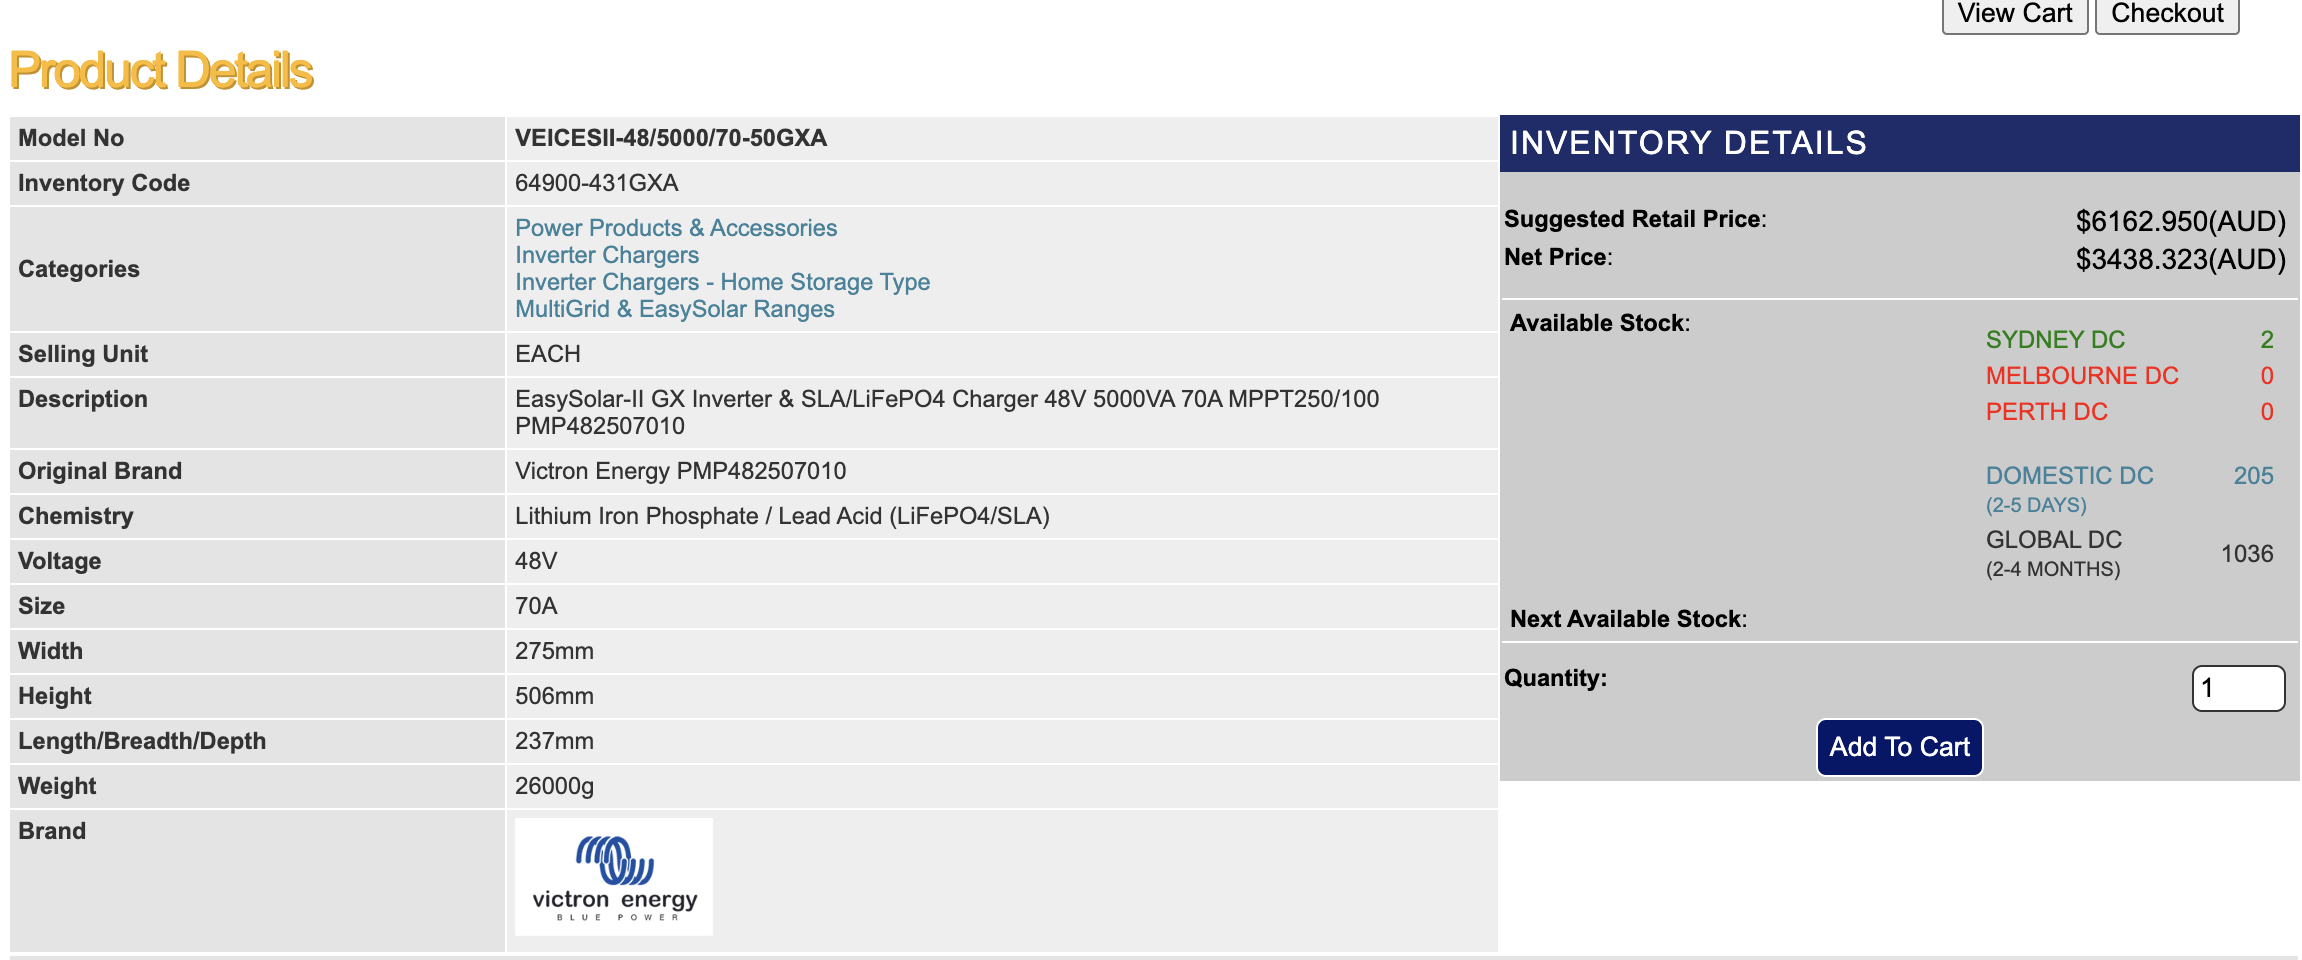 View Cart Checkout
Product Details
Model No VEICESII-48/5000/70-50GXA
Inventory Code 64900-431GXA
Categories
Power Products & Accessories
Inverter Chargers
Inverter Chargers - Home Storage Type
MultiGrid & EasySolar Ranges
Selling Unit EACH
Description EasySolar-II GX Inverter & SLA/LiFePO4 Charger 48V 5000VA 70A MPPT250/100
PMP482507010
Original Brand Victron Energy PMP482507010
Chemistry Lithium Iron Phosphate / Lead Acid (LiFePO4/SLA)
Voltage 48V
Size 70A
Width 275mm
Height 506mm
Length/Breadth/Depth 237mm
Weight 26000g
Brand
victron energy
BLUE POWER
INVENTORY DETAILS
Suggested Retail Price: $6162.950(AUD)
Net Price: $3438.323(AUD)
Available Stock:
SYDNEY DC 2
MELBOURNE DC 0
PERTH DC 0
DOMESTIC DC 205
(2-5 DAYS)
GLOBAL DC 1036
(2-4 MONTHS)
Next Available Stock:
Quantity: 1
Add To Cart